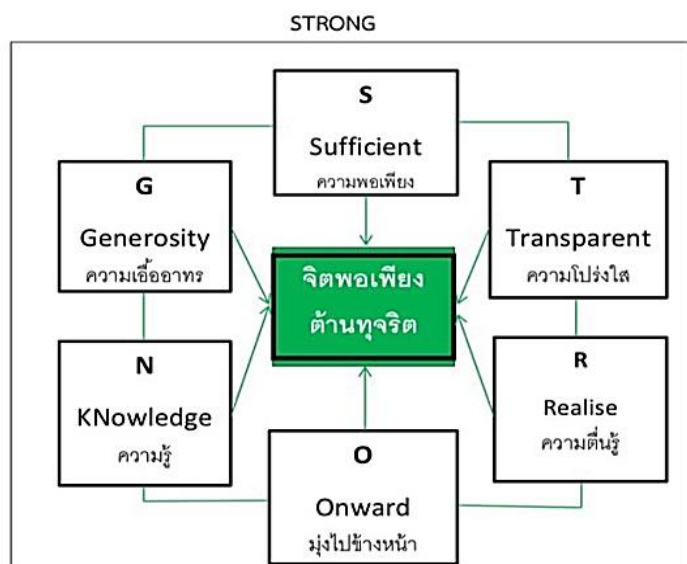 STRONG
S
Sufficient
ความพอเพียง
T
Transparent
ความโปร่งใส
R
Realise
ความตื่นรู้
O
Onward
มุ่งไปข้างหน้า
N
KNowledge
ความรู้
G
Generosity
ความเอื้ออาทร
จิตพอเพียง
ต้านทุจริต